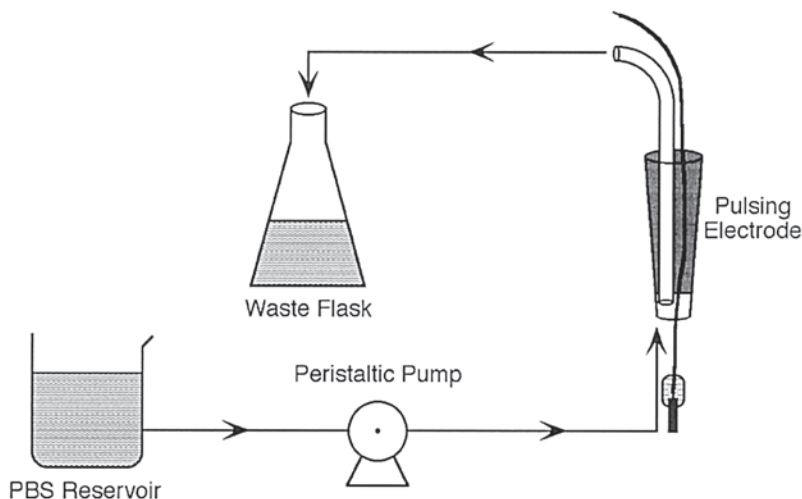 Pulsing
Electrode
Waste Flask
Peristaltic Pump
PBS Reservoir